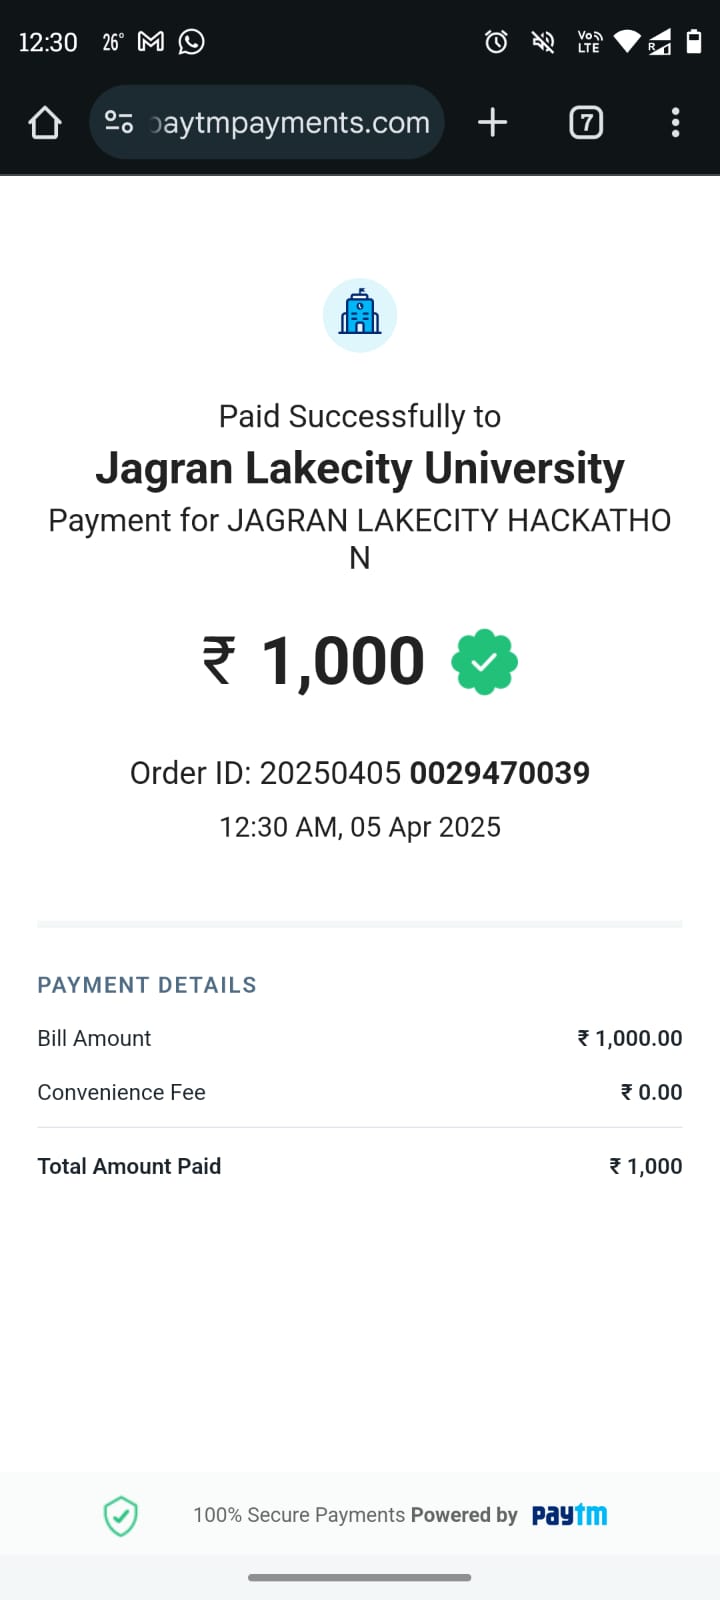 12:30 26°
Vo LTE
R
paytmpayments.com
7
Paid Successfully to
Jagran Lakecity University
Payment for JAGRAN LAKECITY HACKATHO
N
₹ 1,000
Order ID: 20250405 0029470039
12:30 AM, 05 Apr 2025
PAYMENT DETAILS
Bill Amount ₹ 1,000.00
Convenience Fee ₹ 0.00
Total Amount Paid ₹ 1,000
100% Secure Payments Powered by paytm